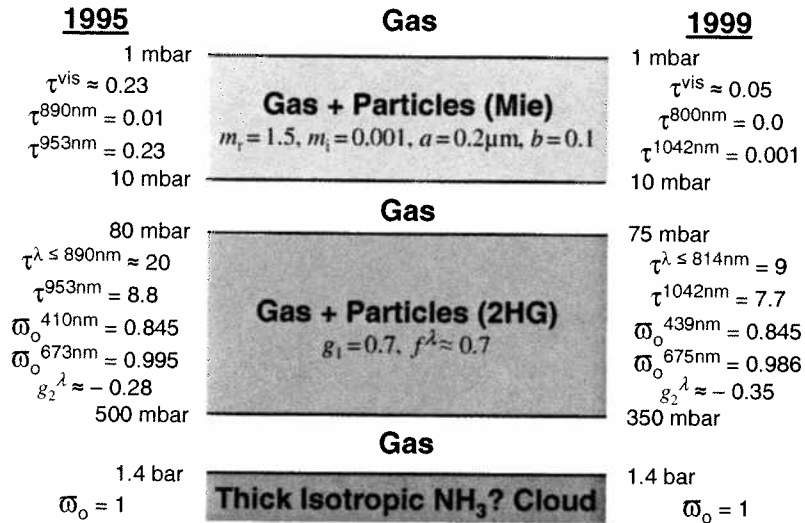 1995 Gas 1999
1 mbar 1 mbar
τ^vis ≈ 0.23 τ^vis ≈ 0.05
Gas + Particles (Mie)
τ^890nm = 0.01 τ^800nm = 0.0
m_r = 1.5, m_i = 0.001, a = 0.2μm, b = 0.1
τ^953nm = 0.23 τ^1042nm = 0.001
10 mbar 10 mbar
Gas
80 mbar 75 mbar
τ^λ ≤ 890nm ≈ 20 τ^λ ≤ 814nm = 9
τ^953nm = 8.8 τ^1042nm = 7.7
Gas + Particles (2HG)
ϖ_o^410nm = 0.845 ϖ_o^439nm = 0.845
g_1 = 0.7, f^λ ≈ 0.7
ϖ_o^673nm = 0.995 ϖ_o^675nm = 0.986
g_2^λ ≈ – 0.28 g_2^λ ≈ – 0.35
500 mbar 350 mbar
Gas
1.4 bar 1.4 bar
Thick Isotropic NH_3? Cloud
ϖ_o = 1 ϖ_o = 1